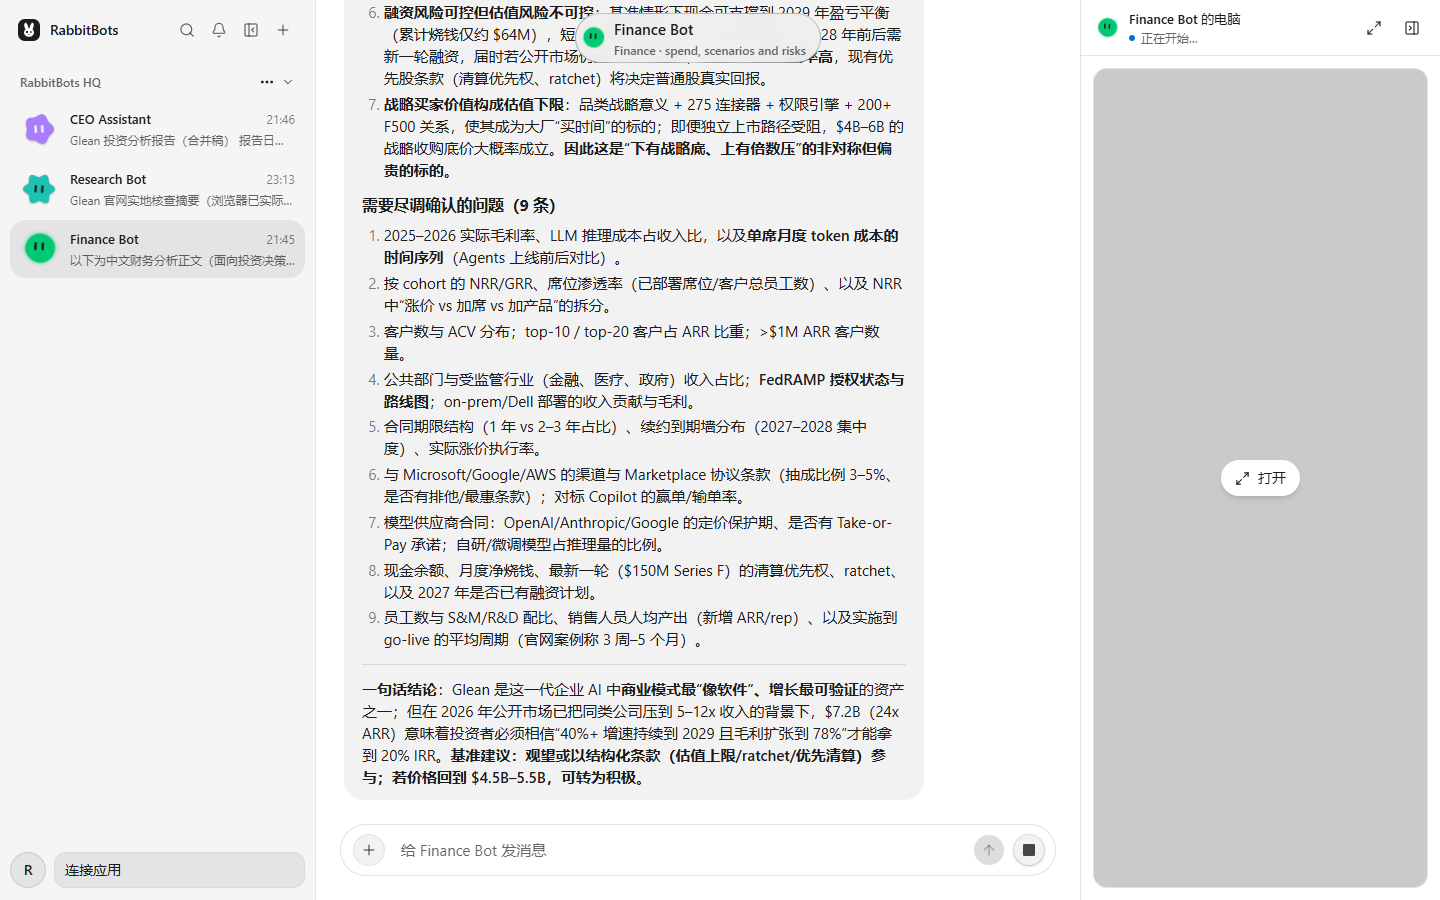 RabbitBots
RabbitBots HQ
CEO Assistant
21:46
Glean 投资分析报告（合并稿） 报告日...
Research Bot
23:13
Glean 官网实地核查摘要（浏览器已实际...
Finance Bot
21:45
以下为中文财务分析正文（面向投资决策...
R
连接应用
Finance Bot
Finance · spend, scenarios and risks
6. 融资风险可控但估值风险不可控：基准情形下现金可支撑到 2029 年盈亏平衡
（累计烧钱仅约 $64M），短
28 年前后需
新一轮融资，届时若公开市场
率高，现有优
先股条款（清算优先权、ratchet）将决定普通股真实回报。
7. 战略买家价值构成估值下限：品类战略意义 + 275 连接器 + 权限引擎 + 200+
F500 关系，使其成为大厂“买时间”的标的；即便独立上市路径受阻，$4B–6B 的
战略收购底价大概率成立。因此这是“下有战略底、上有倍数压”的非对称但偏
贵的标的。
需要尽调确认的问题（9 条）
1. 2025–2026 实际毛利率、LLM 推理成本占收入比，以及单席月度 token 成本的
时间序列（Agents 上线前后对比）。
2. 按 cohort 的 NRR/GRR、席位渗透率（已部署席位/客户总员工数）、以及 NRR
中“涨价 vs 加席 vs 加产品”的拆分。
3. 客户数与 ACV 分布；top-10 / top-20 客户占 ARR 比重；>$1M ARR 客户数
量。
4. 公共部门与受监管行业（金融、医疗、政府）收入占比；FedRAMP 授权状态与
路线图；on-prem/Dell 部署的收入贡献与毛利。
5. 合同期限结构（1 年 vs 2–3 年占比）、续约到期墙分布（2027–2028 集中
度）、实际涨价执行率。
6. 与 Microsoft/Google/AWS 的渠道与 Marketplace 协议条款（抽成比例 3–5%、
是否有排他/最惠条款）；对标 Copilot 的赢单/输单率。
7. 模型供应商合同：OpenAI/Anthropic/Google 的定价保护期、是否有 Take-or-
Pay 承诺；自研/微调模型占推理量的比例。
8. 现金余额、月度净烧钱、最新一轮（$150M Series F）的清算优先权、ratchet、
以及 2027 年是否已有融资计划。
9. 员工数与 S&M/R&D 配比、销售人员人均产出（新增 ARR/rep）、以及实施到
go-live 的平均周期（官网案例称 3 周–5 个月）。
一句话结论：Glean 是这一代企业 AI 中商业模式最“像软件”、增长最可验证的资产
之一；但在 2026 年公开市场已把同类公司压到 5–12x 收入的背景下，$7.2B（24x
ARR）意味着投资者必须相信“40%+ 增速持续到 2029 且毛利扩张到 78%”才能拿
到 20% IRR。基准建议：观望或以结构化条款（估值上限/ratchet/优先清算）参
与；若价格回到 $4.5B–5.5B，可转为积极。
给 Finance Bot 发消息
Finance Bot 的电脑
正在开始...
打开